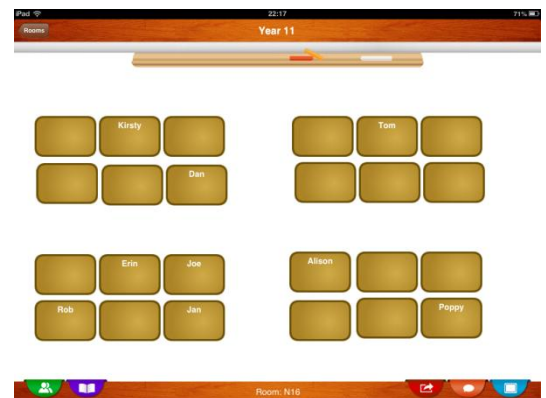 iPad 22:17 71%
Rooms Year 11
Kirsty
Dan
Tom
Erin Joe
Rob Jan
Alison
Poppy
Room: N16